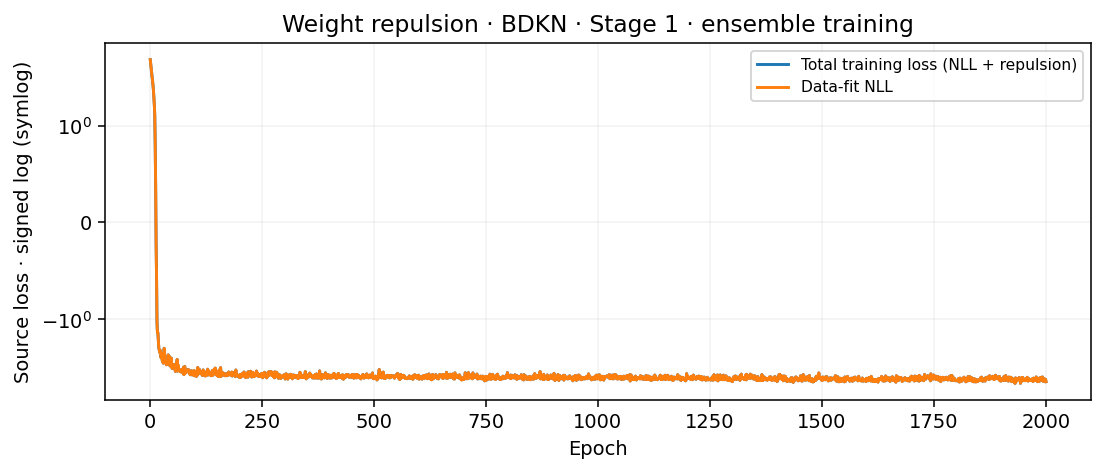 Weight repulsion · BDKN · Stage 1 · ensemble training
Total training loss (NLL + repulsion)
Data-fit NLL
Source loss · signed log (symlog)
10⁰
0
−10⁰
0 250 500 750 1000 1250 1500 1750 2000
Epoch